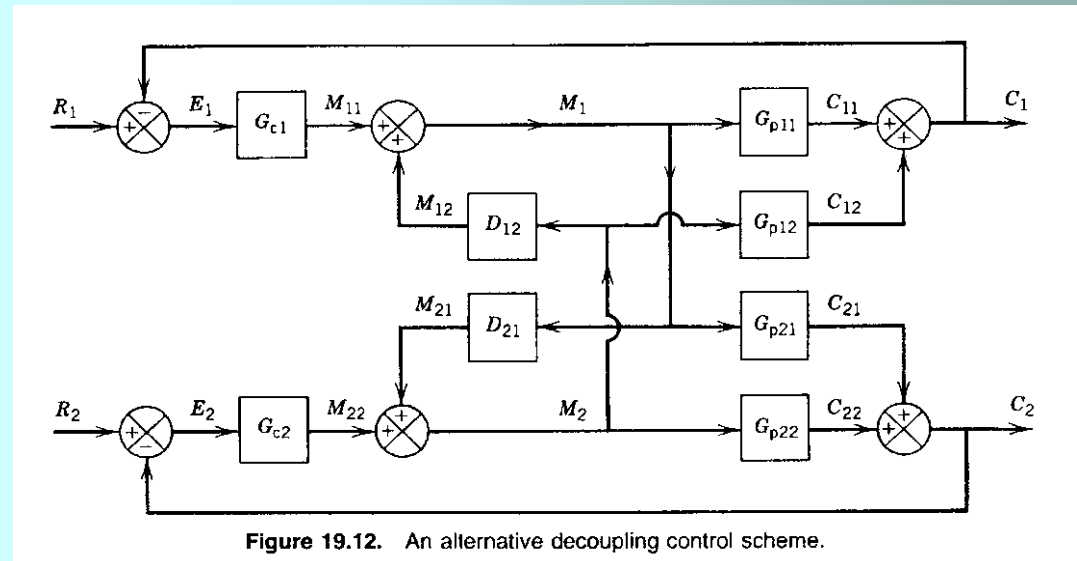 R1 − + E1 Gc1 M11 + + M1 Gp11 C11 + + C1
M12 D12 Gp12 C12
M21 D21 Gp21 C21
R2 + − E2 Gc2 M22 + + M2 Gp22 C22 + + C2
Figure 19.12. An alternative decoupling control scheme.